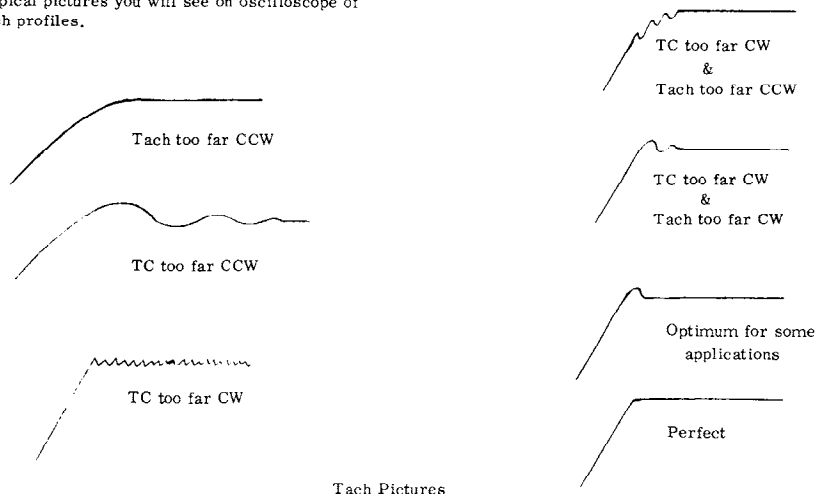 pical pictures you will see on oscilloscope of
h profiles.
Tach too far CCW
TC too far CCW
TC too far CW
TC too far CW
&
Tach too far CCW
TC too far CW
&
Tach too far CW
Optimum for some
applications
Perfect
Tach Pictures